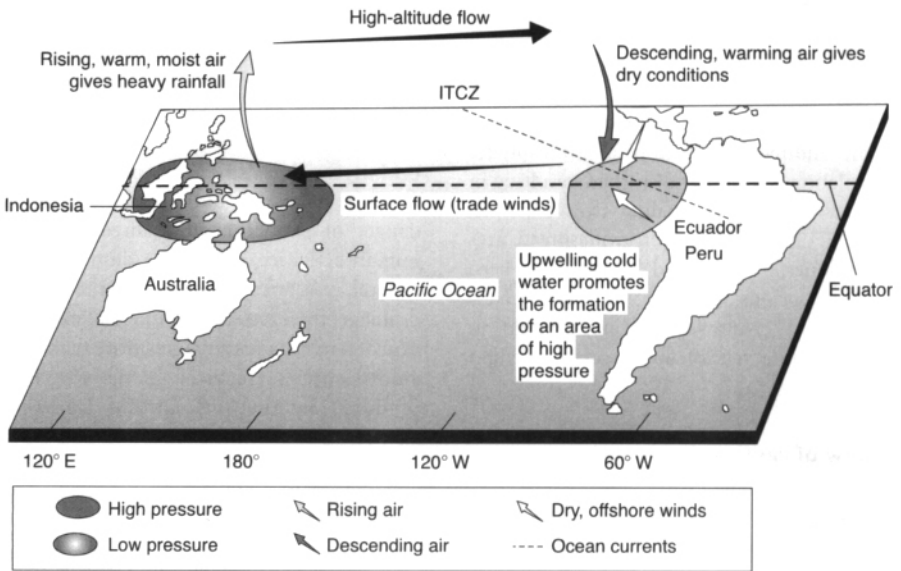 High-altitude flow
Rising, warm, moist air
gives heavy rainfall
Descending, warming air gives
dry conditions
ITCZ
Indonesia
Surface flow (trade winds)
Ecuador
Peru
Australia
Pacific Ocean
Upwelling cold
water promotes
the formation
of an area
of high
pressure
Equator
120° E
180°
120° W
60° W
High pressure
Rising air
Dry, offshore winds
Low pressure
Descending air
Ocean currents